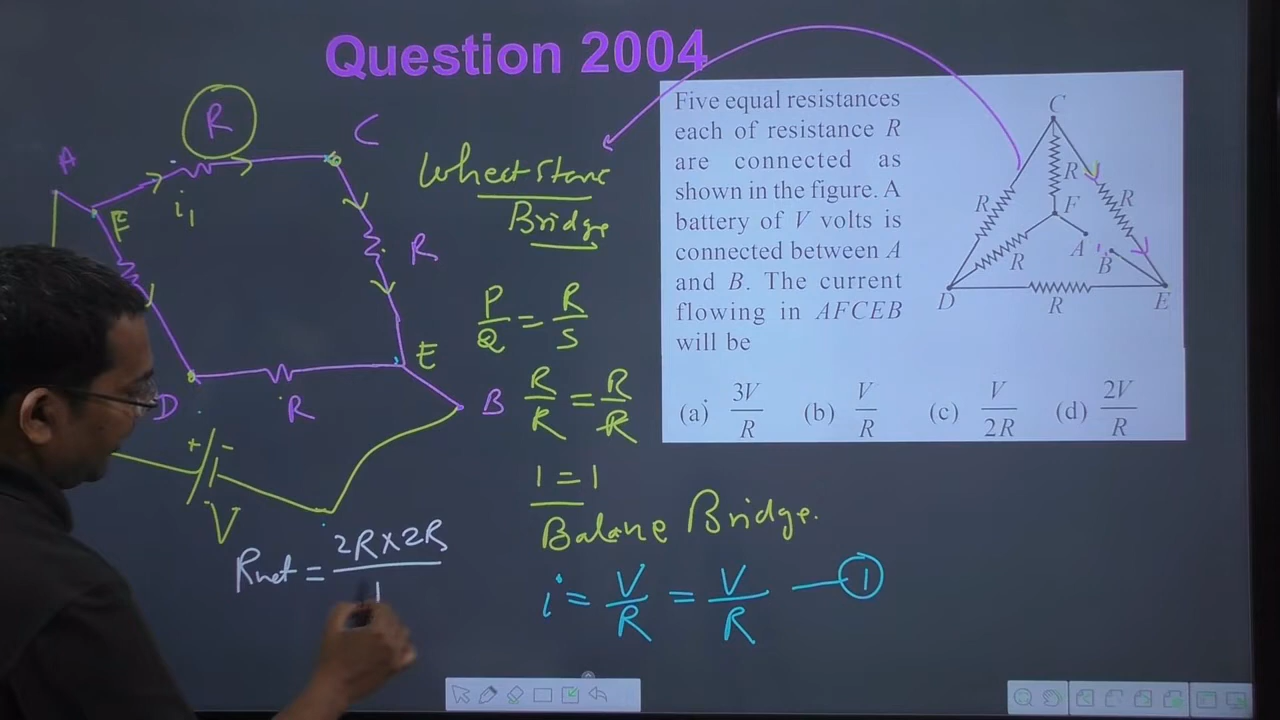 Question 2004
Five equal resistances
each of resistance R
are connected as
shown in the figure. A
battery of V volts is
connected between A
and B. The current
flowing in AFCEB
will be
(a) 3V/R (b) V/R (c) V/2R (d) 2V/R
C
R
R
R
F
R
A
B
D
R
E
A
R
C
F
i₁
R
E
D
R
B
+ -
V
Wheatstone
Bridge
P/Q = R/S
R/R = R/R
1 = 1
Balane Bridge.
Rnet = 2R×2R
i = V/R = V/R — 1